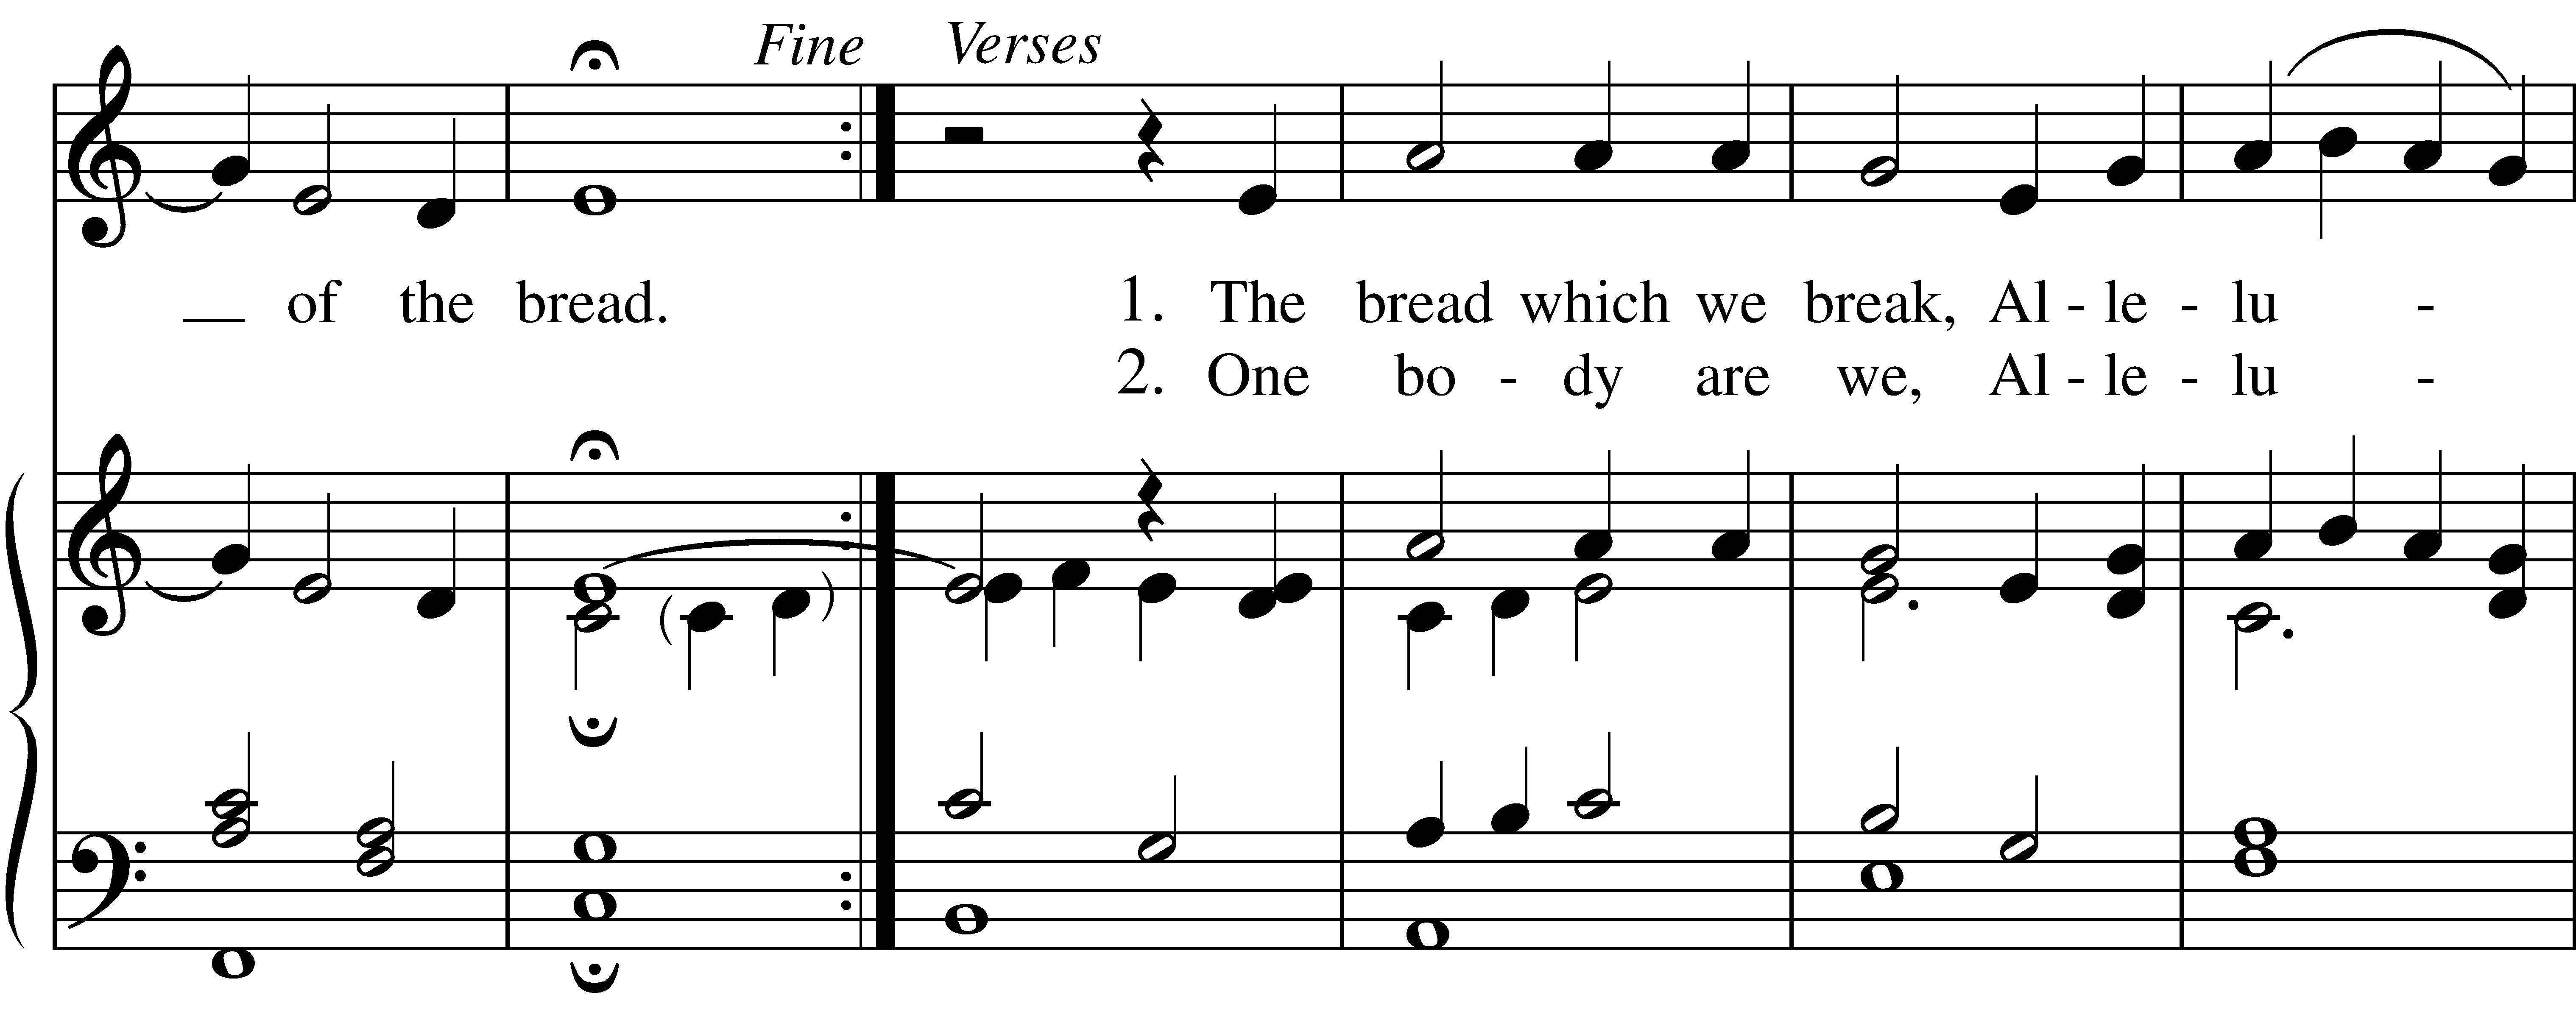 Fine Verses
of the bread. 1. The bread which we break, Al - le - lu -
2. One bo - dy are we, Al - le - lu -